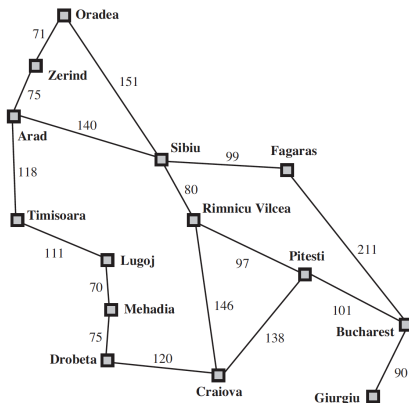 Oradea
71
Zerind
151
75
140
Arad
Sibiu
99
Fagaras
118
80
Timisoara
Rimnicu Vilcea
111
Lugoj
97
Pitesti
211
70
146
101
Mehadia
138
Bucharest
75
120
Drobeta
90
Craiova
Giurgiu